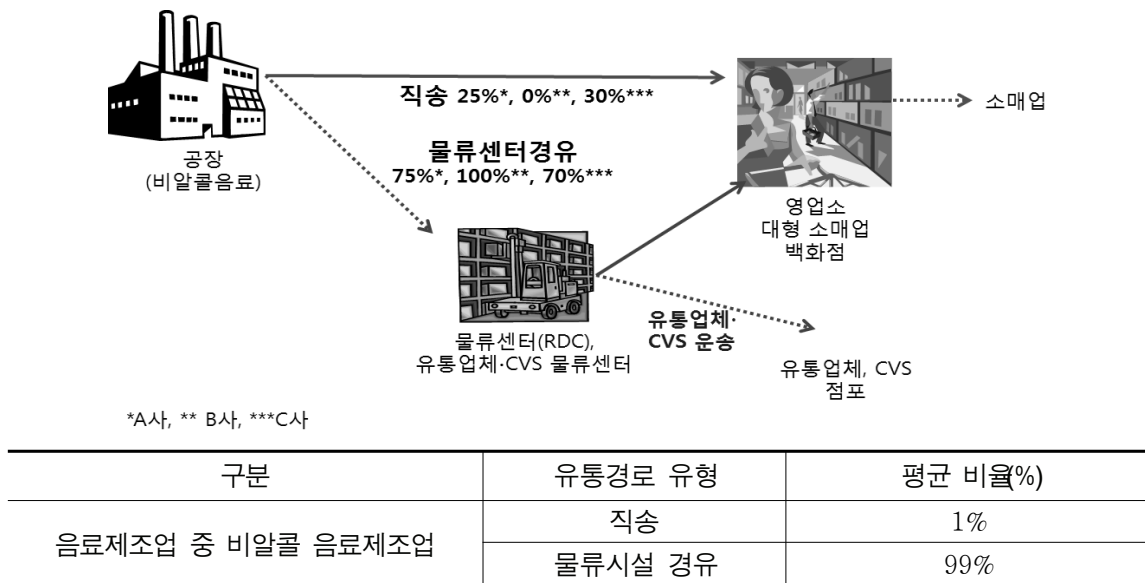 직송 25%*, 0%**, 30%***
소매업
공장
(비알콜음료)
물류센터경유
75%*, 100%**, 70%***
영업소
대형 소매업
백화점
물류센터(RDC),
유통업체·CVS 물류센터
유통업체·
CVS 운송
유통업체, CVS
점포
*A사, ** B사, ***C사
구분 유통경로 유형 평균 비율(%)
음료제조업 중 비알콜 음료제조업 직송 1%
물류시설 경유 99%